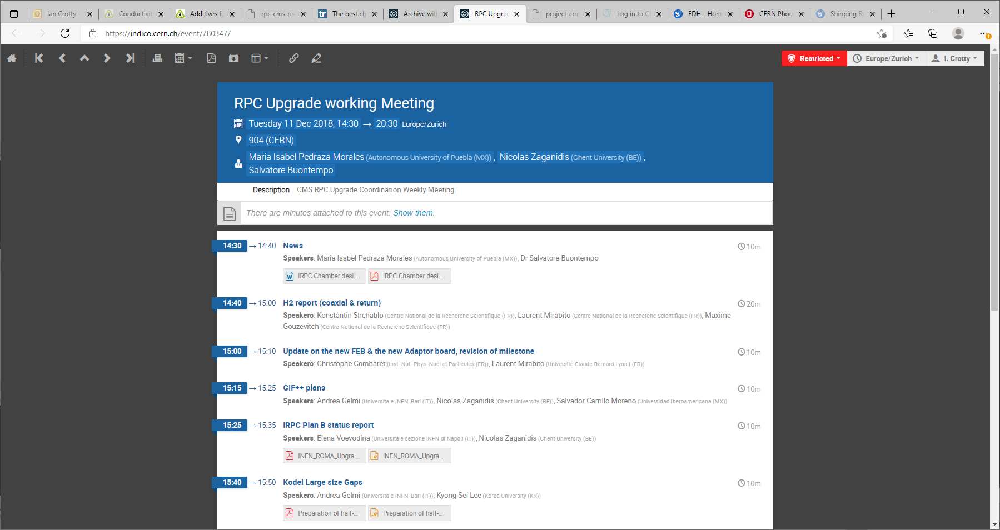 Ian Crotty -
Conductivit
Additives fo
rpc-cms-re
The best ch
Archive with
RPC Upgrad
project-cms
Log in to CE
EDH - Hom
CERN Phon
Shipping Re
https://indico.cern.ch/event/780347/
Restricted
Europe/Zurich
I. Crotty
RPC Upgrade working Meeting
Tuesday 11 Dec 2018, 14:30 → 20:30 Europe/Zurich
904 (CERN)
Maria Isabel Pedraza Morales (Autonomous University of Puebla (MX)) , Nicolas Zaganidis (Ghent University (BE)) ,
Salvatore Buontempo
Description CMS RPC Upgrade Coordination Weekly Meeting
There are minutes attached to this event. Show them.
14:30 → 14:40 News 10m
Speakers: Maria Isabel Pedraza Morales (Autonomous University of Puebla (MX)), Dr Salvatore Buontempo
iRPC Chamber desi... iRPC Chamber desi...
14:40 → 15:00 H2 report (coaxial & return) 20m
Speakers: Konstantin Shchablo (Centre National de la Recherche Scientifique (FR)), Laurent Mirabito (Centre National de la Recherche Scientifique (FR)), Maxime
Gouzevitch (Centre National de la Recherche Scientifique (FR))
15:00 → 15:10 Update on the new FEB & the new Adaptor board, revision of milestone 10m
Speakers: Christophe Combaret (Inst. Nat. Phys. Nucl et Particules (FR)), Laurent Mirabito (Universite Claude Bernard Lyon I (FR))
15:15 → 15:25 GIF++ plans 10m
Speakers: Andrea Gelmi (Universita e INFN, Bari (IT)), Nicolas Zaganidis (Ghent University (BE)), Salvador Carrillo Moreno (Universidad Iberoamericana (MX))
15:25 → 15:35 IRPC Plan B status report 10m
Speakers: Elena Voevodina (Universita e sezione INFN di Napoli (IT)), Nicolas Zaganidis (Ghent University (BE))
INFN_ROMA_Upgra... INFN_ROMA_Upgra...
15:40 → 15:50 Kodel Large size Gaps 10m
Speakers: Andrea Gelmi (Universita e INFN, Bari (IT)), Kyong Sei Lee (Korea University (KR))
Preparation of half-... Preparation of half-...